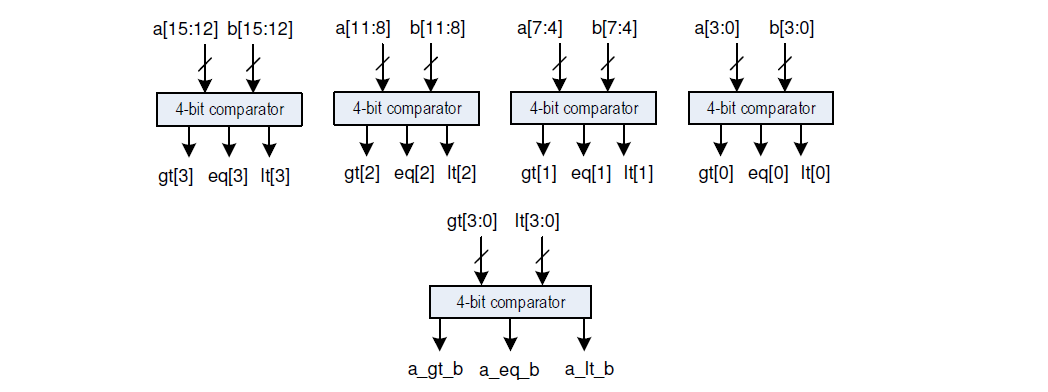 a[15:12] b[15:12] a[11:8] b[11:8] a[7:4] b[7:4] a[3:0] b[3:0]
4-bit comparator 4-bit comparator 4-bit comparator 4-bit comparator
gt[3] eq[3] lt[3] gt[2] eq[2] lt[2] gt[1] eq[1] lt[1] gt[0] eq[0] lt[0]
gt[3:0] lt[3:0]
4-bit comparator
a_gt_b a_eq_b a_lt_b